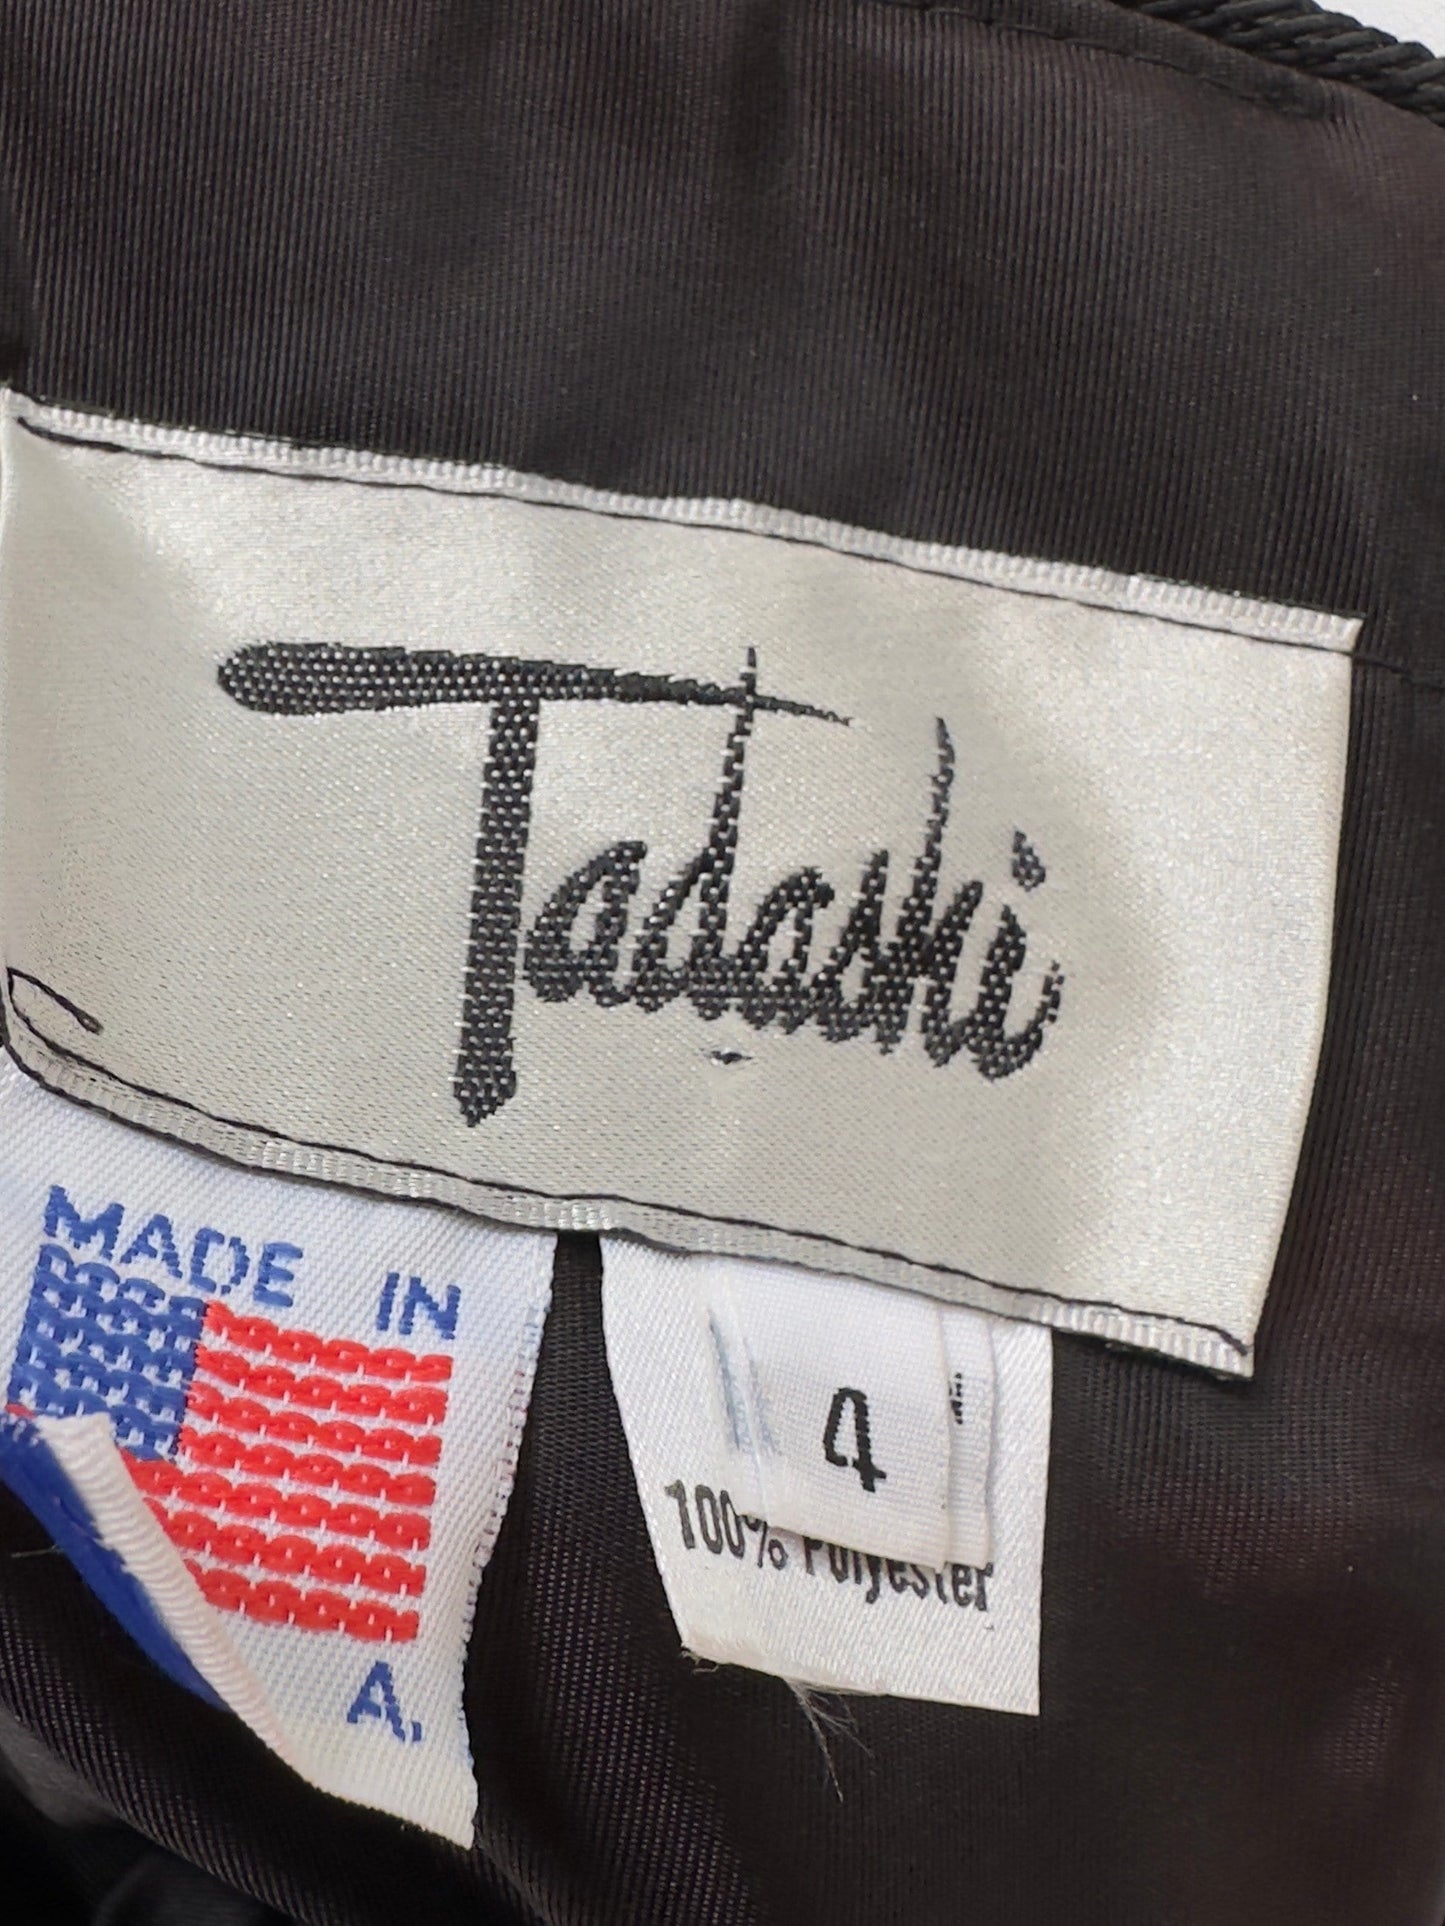 Tadashi
MADE IN
A.
4
100% Polyester